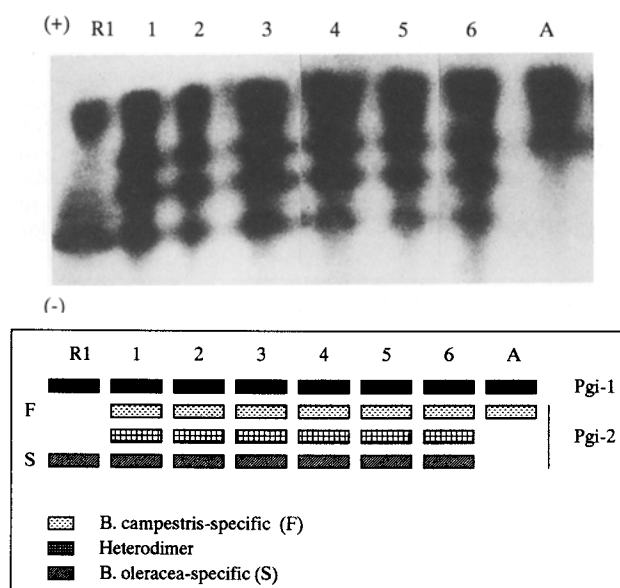 (+) R1 1 2 3 4 5 6 A
(-)
R1 1 2 3 4 5 6 A
Pgi-1
F
Pgi-2
S
B. campestris-specific (F)
Heterodimer
B. oleracea-specific (S)